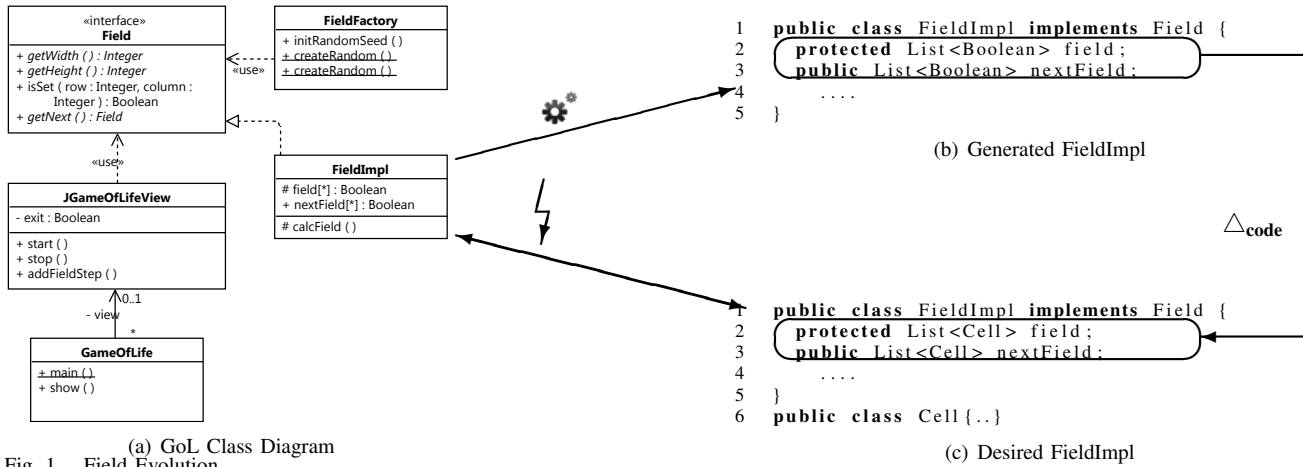 «interface»
Field
+ getWidth ( ) : Integer
+ getHeight ( ) : Integer
+ isSet ( row : Integer, column :
Integer ) : Boolean
+ getNext ( ) : Field
FieldFactory
+ initRandomSeed ( )
+ createRandom ( )
+ createRandom ( )
«use»
«use»
FieldImpl
# field[*] : Boolean
+ nextField[*] : Boolean
# calcField ( )
JGameOfLifeView
- exit : Boolean
+ start ( )
+ stop ( )
+ addFieldStep ( )
0..1
- view
*
GameOfLife
+ main ( )
+ show ( )
(a) GoL Class Diagram
1 public class FieldImpl implements Field {
2 protected List<Boolean> field;
3 public List<Boolean> nextField;
4 ....
5 }
(b) Generated FieldImpl
△code
1 public class FieldImpl implements Field {
2 protected List<Cell> field;
3 public List<Cell> nextField;
4 ....
5 }
6 public class Cell{..}
(c) Desired FieldImpl
Fig. 1. Field Evolution